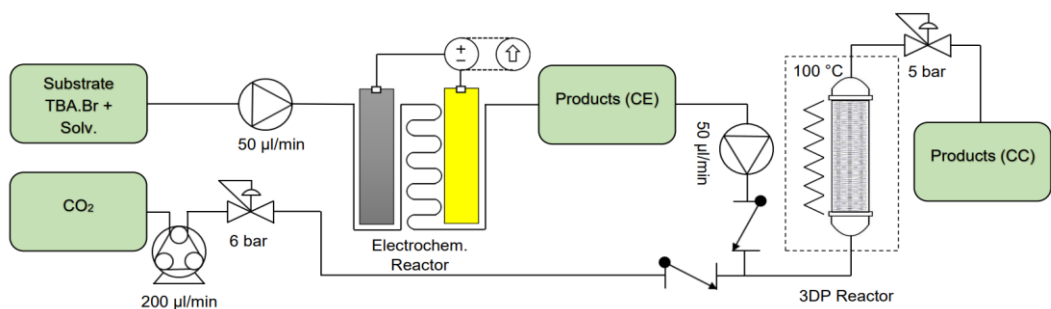 Substrate
TBA.Br +
Solv.
50 µl/min
CO₂
200 µl/min
6 bar
+
−
Electrochem.
Reactor
Products (CE)
50 µl/min
100 °C
3DP Reactor
5 bar
Products (CC)